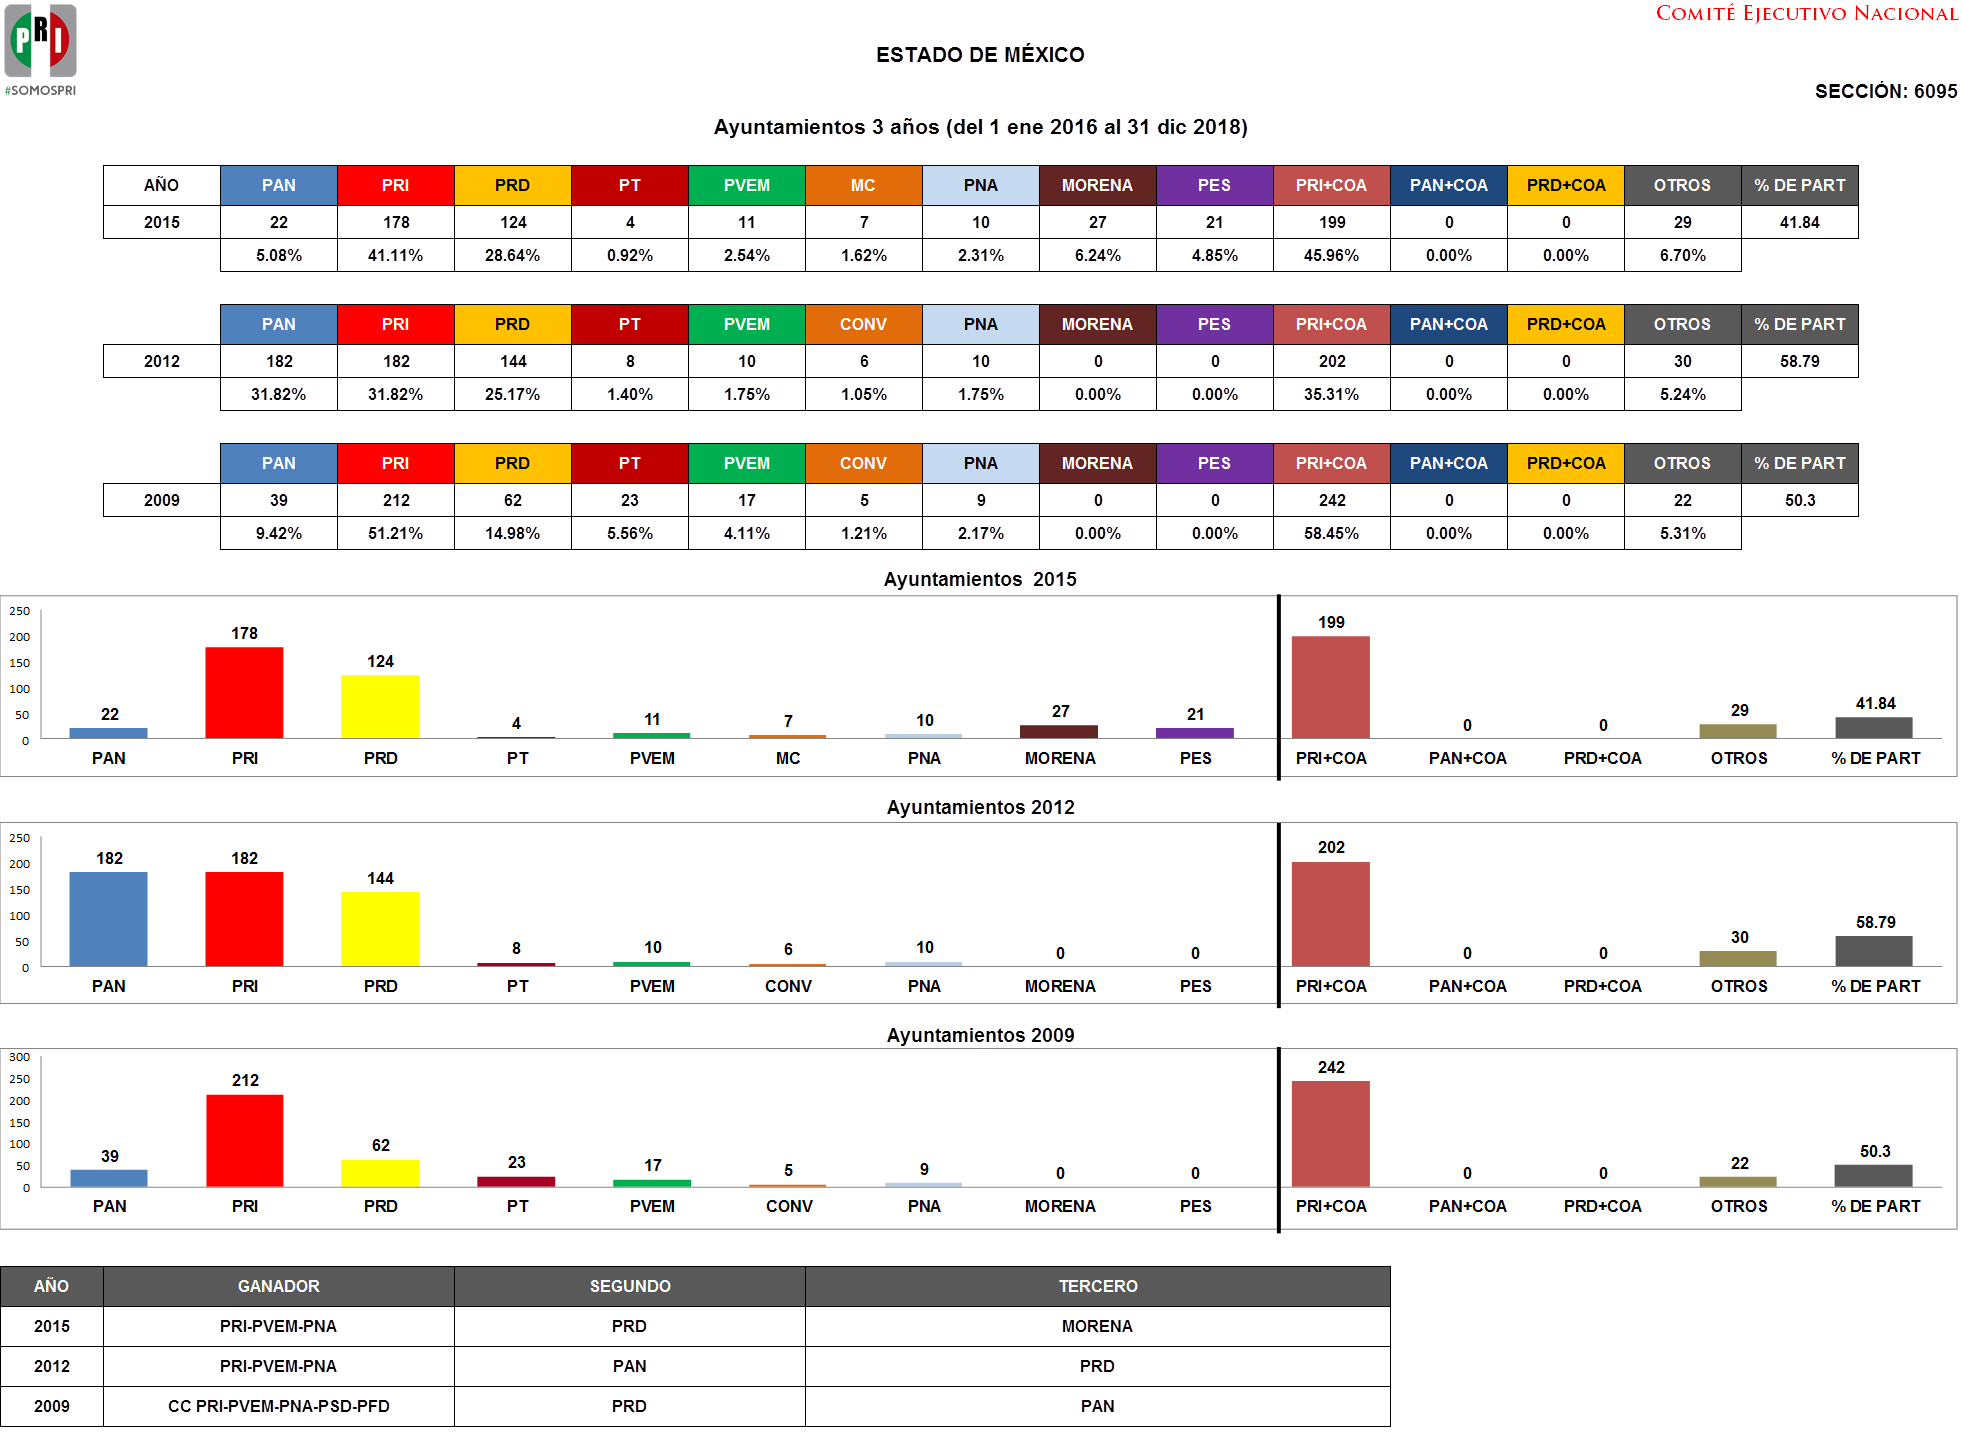 PRI
#SOMOSPRI
COMITÉ EJECUTIVO NACIONAL
ESTADO DE MÉXICO
SECCIÓN: 6095
Ayuntamientos 3 años (del 1 ene 2016 al 31 dic 2018)
AÑO PAN PRI PRD PT PVEM MC PNA MORENA PES PRI+COA PAN+COA PRD+COA OTROS % DE PART
2015 22 178 124 4 11 7 10 27 21 199 0 0 29 41.84
5.08% 41.11% 28.64% 0.92% 2.54% 1.62% 2.31% 6.24% 4.85% 45.96% 0.00% 0.00% 6.70%
PAN PRI PRD PT PVEM CONV PNA MORENA PES PRI+COA PAN+COA PRD+COA OTROS % DE PART
2012 182 182 144 8 10 6 10 0 0 202 0 0 30 58.79
31.82% 31.82% 25.17% 1.40% 1.75% 1.05% 1.75% 0.00% 0.00% 35.31% 0.00% 0.00% 5.24%
PAN PRI PRD PT PVEM CONV PNA MORENA PES PRI+COA PAN+COA PRD+COA OTROS % DE PART
2009 39 212 62 23 17 5 9 0 0 242 0 0 22 50.3
9.42% 51.21% 14.98% 5.56% 4.11% 1.21% 2.17% 0.00% 0.00% 58.45% 0.00% 0.00% 5.31%
Ayuntamientos 2015
250
200
150
100
50
0
22 178 124 4 11 7 10 27 21 199 0 0 29 41.84
PAN PRI PRD PT PVEM MC PNA MORENA PES PRI+COA PAN+COA PRD+COA OTROS % DE PART
Ayuntamientos 2012
250
200
150
100
50
0
182 182 144 8 10 6 10 0 0 202 0 0 30 58.79
PAN PRI PRD PT PVEM CONV PNA MORENA PES PRI+COA PAN+COA PRD+COA OTROS % DE PART
Ayuntamientos 2009
300
250
200
150
100
50
0
39 212 62 23 17 5 9 0 0 242 0 0 22 50.3
PAN PRI PRD PT PVEM CONV PNA MORENA PES PRI+COA PAN+COA PRD+COA OTROS % DE PART
AÑO GANADOR SEGUNDO TERCERO
2015 PRI-PVEM-PNA PRD MORENA
2012 PRI-PVEM-PNA PAN PRD
2009 CC PRI-PVEM-PNA-PSD-PFD PRD PAN